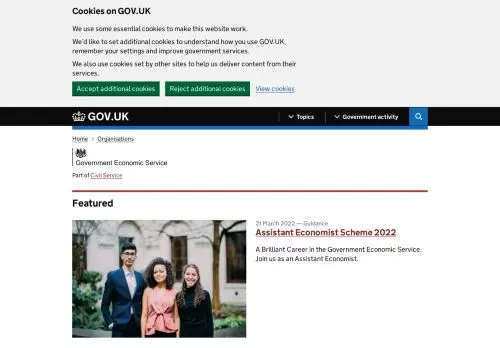 Cookies on GOV.UK
We use some essential cookies to make this website work.
We'd like to set additional cookies to understand how you use GOV.UK,
remember your settings and improve government services.
We also use cookies set by other sites to help us deliver content from their
services.
Accept additional cookies Reject additional cookies View cookies
GOV.UK Topics Government activity
Home Organisations
Government Economic Service
Part of Civil Service
Featured
21 March 2022 — Guidance
Assistant Economist Scheme 2022
A Brilliant Career in the Government Economic Service.
Join us as an Assistant Economist.